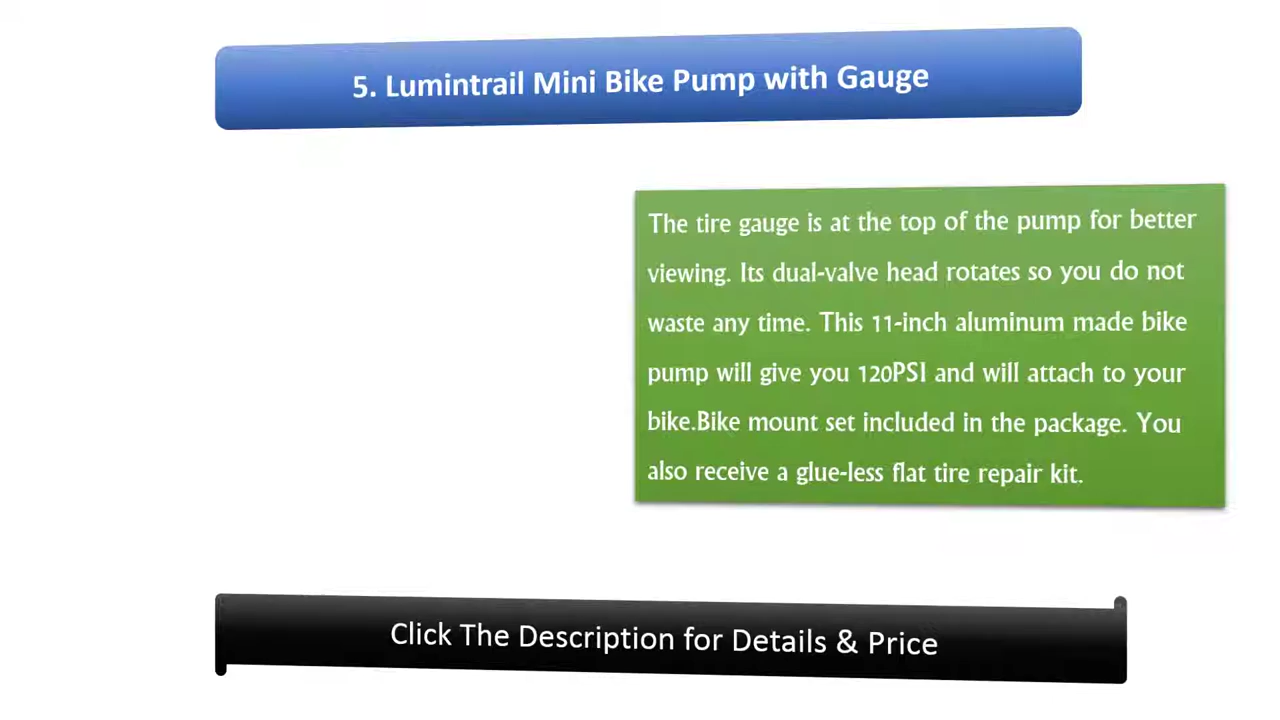 5. Lumintrail Mini Bike Pump with Gauge
The tire gauge is at the top of the pump for better
viewing. Its dual-valve head rotates so you do not
waste any time. This 11-inch aluminum made bike
pump will give you 120PSI and will attach to your
bike.Bike mount set included in the package. You
also receive a glue-less flat tire repair kit.
Click The Description for Details & Price